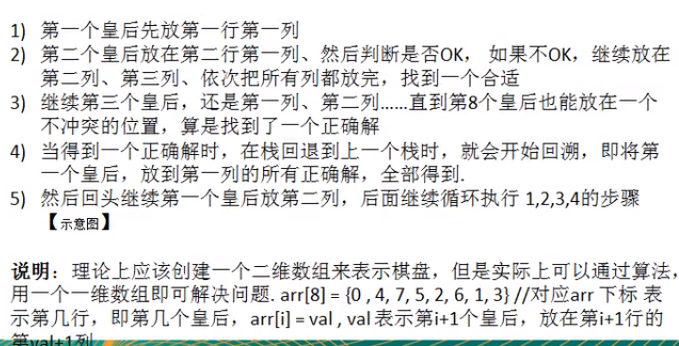 1) 第一个皇后先放第一行第一列
2) 第二个皇后放在第二行第一列、然后判断是否OK， 如果不OK，继续放在
第二列、第三列、依次把所有列都放完，找到一个合适
3) 继续第三个皇后，还是第一列、第二列……直到第8个皇后也能放在一个
不冲突的位置，算是找到了一个正确解
4) 当得到一个正确解时，在栈回退到上一个栈时，就会开始回溯，即将第
一个皇后，放到第一列的所有正确解，全部得到.
5) 然后回头继续第一个皇后放第二列，后面继续循环执行 1,2,3,4的步骤
【示意图】
说明：理论上应该创建一个二维数组来表示棋盘，但是实际上可以通过算法，
用一个一维数组即可解决问题. arr[8] = {0 , 4, 7, 5, 2, 6, 1, 3} //对应arr 下标 表
示第几行，即第几个皇后，arr[i] = val , val 表示第i+1个皇后，放在第i+1行的
第val+1列